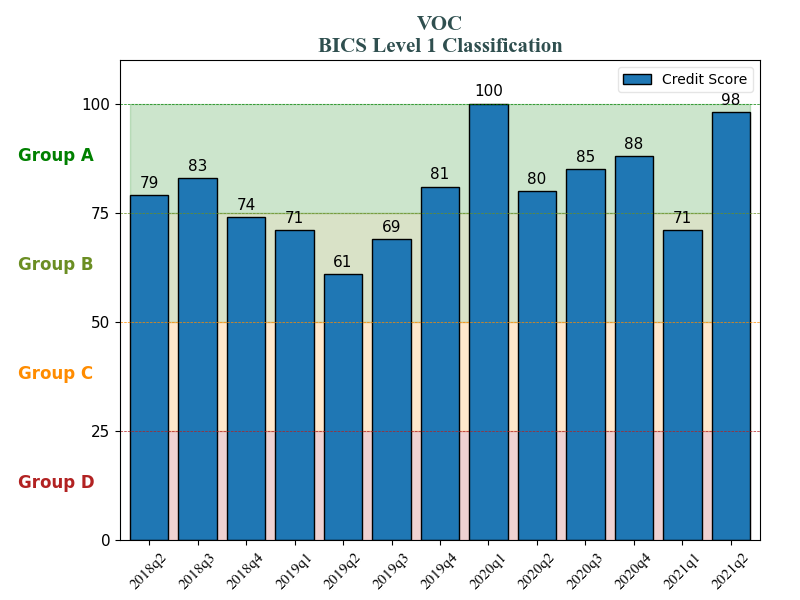 VOC
BICS Level 1 Classification
Credit Score
100
75
50
25
0
Group A
Group B
Group C
Group D
79
83
74
71
61
69
81
100
80
85
88
71
98
2018q2
2018q3
2018q4
2019q1
2019q2
2019q3
2019q4
2020q1
2020q2
2020q3
2020q4
2021q1
2021q2